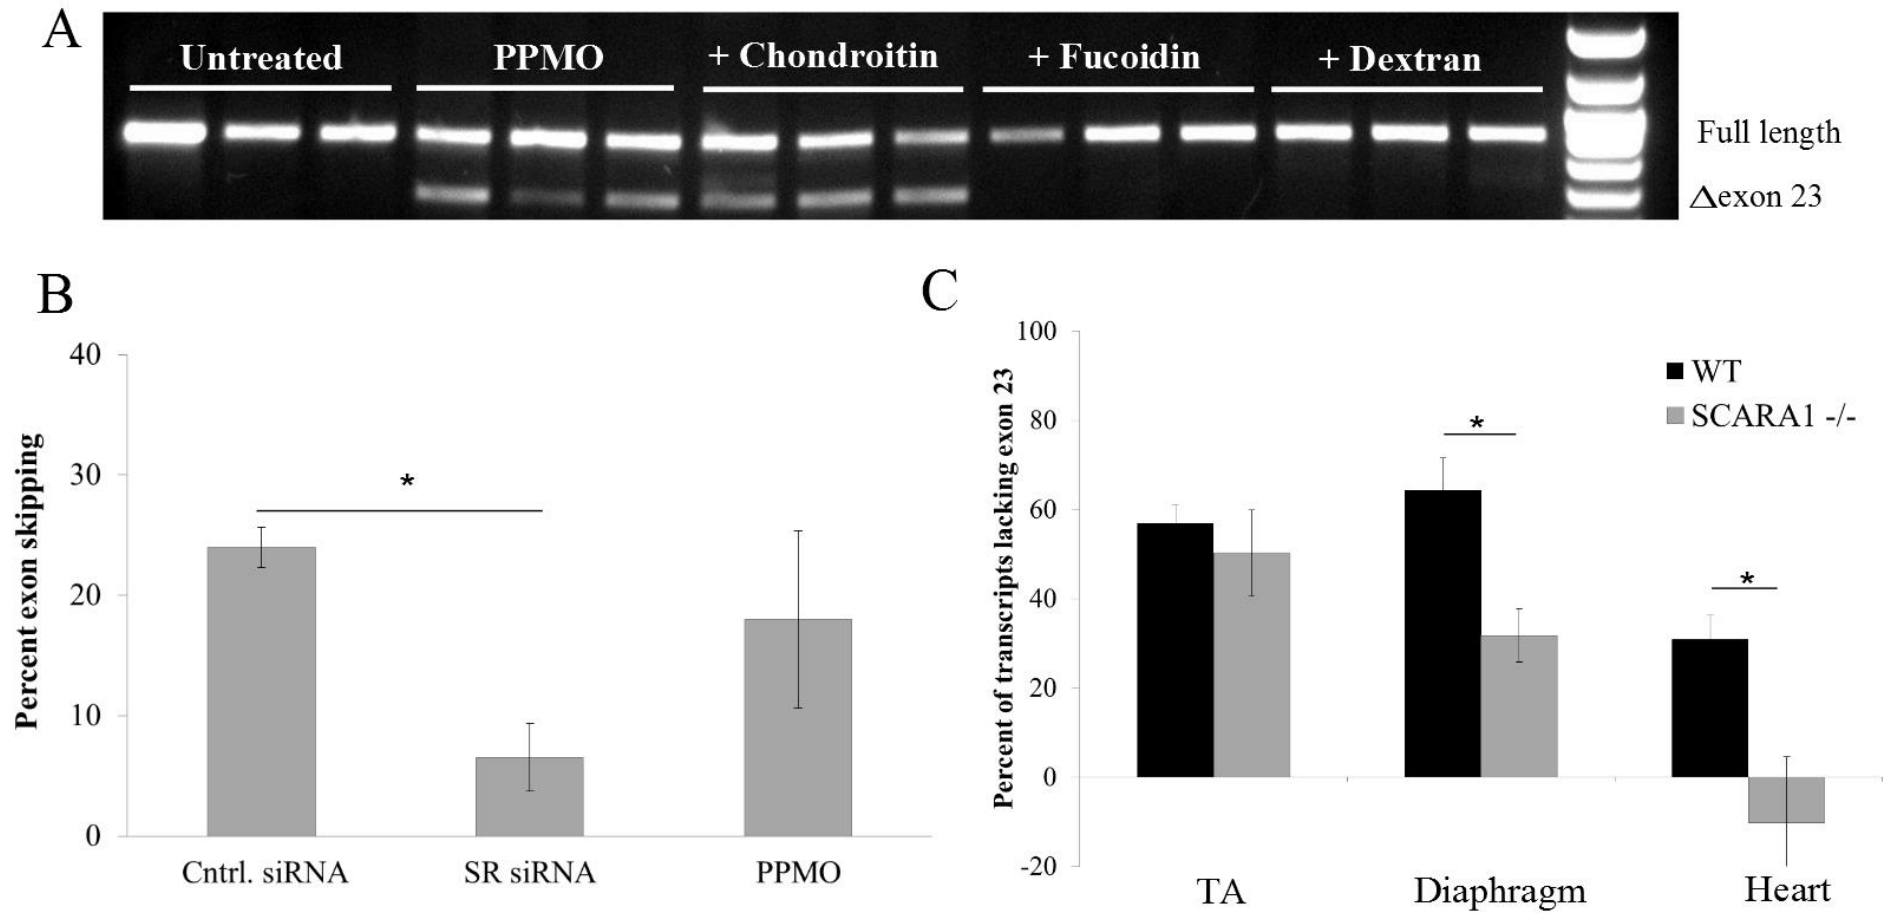 A
Untreated PPMO + Chondroitin + Fucoidin + Dextran
Full length
Δexon 23
B
40
30
20
10
0
Percent exon skipping
*
Cntrl. siRNA SR siRNA PPMO
C
100
80
60
40
20
0
-20
Percent of transcripts lacking exon 23
WT
SCARA1 -/-
*
*
TA Diaphragm Heart